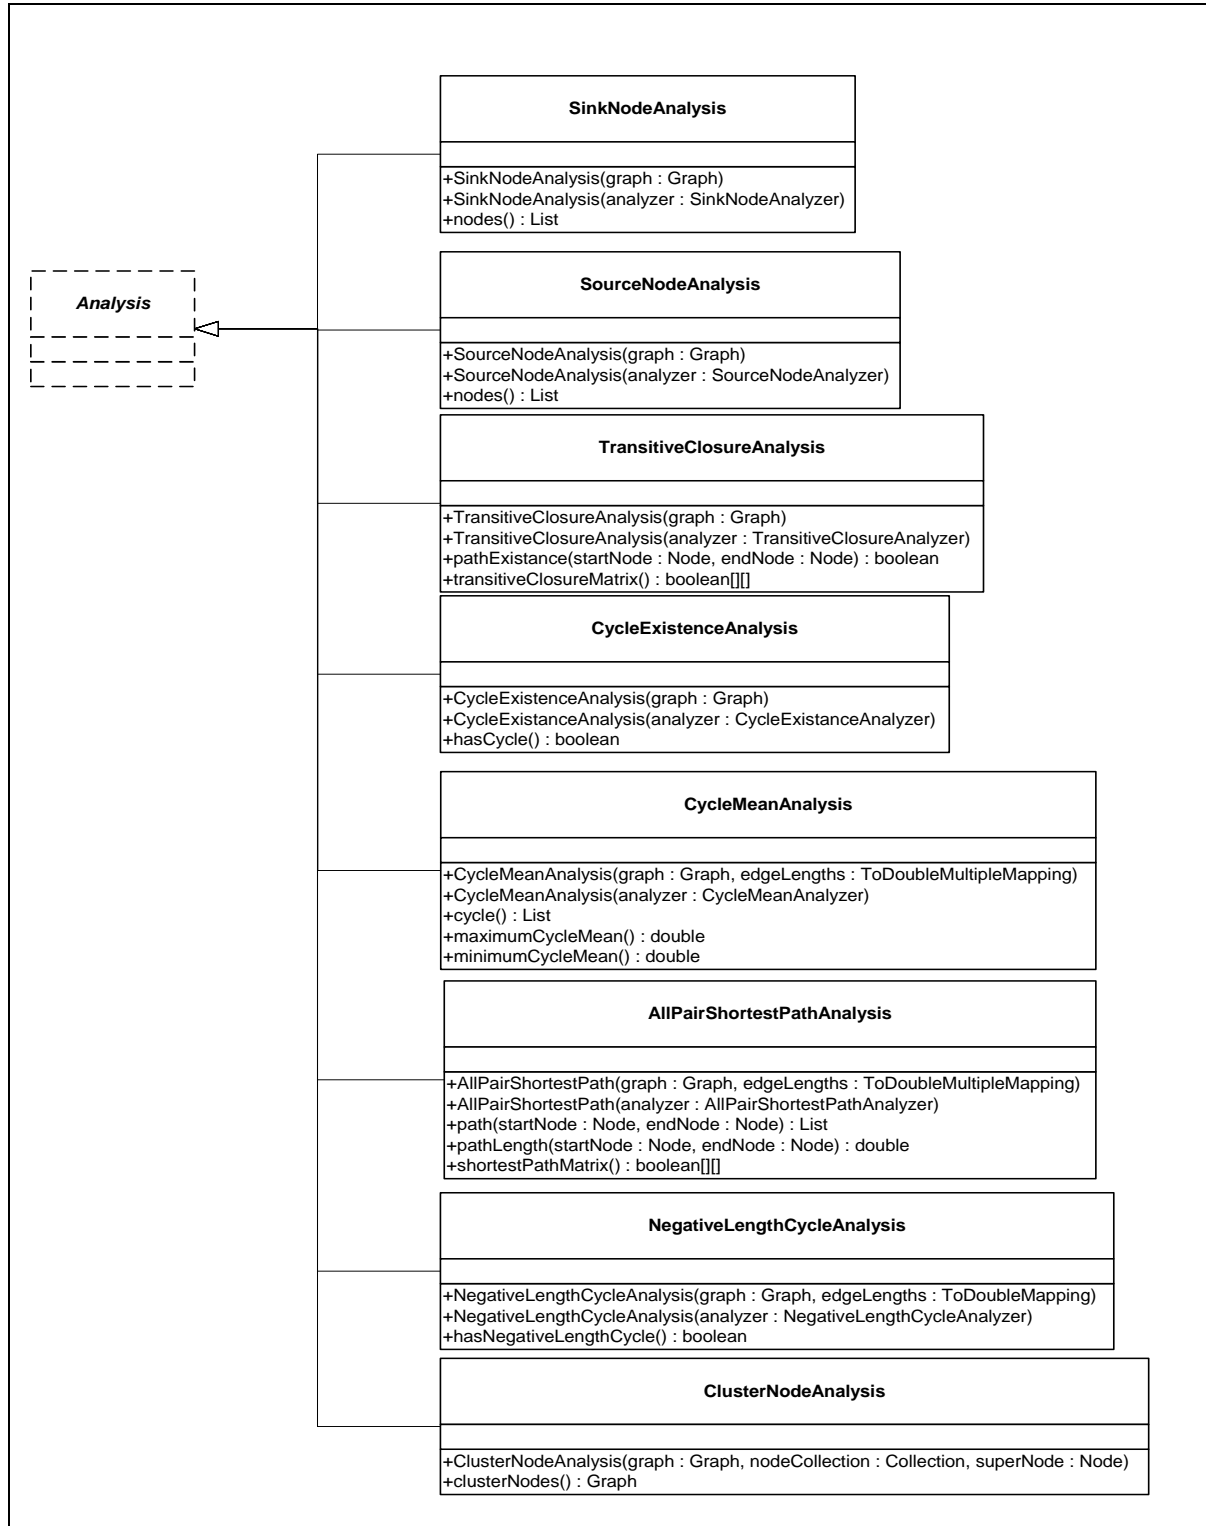 SinkNodeAnalysis
+SinkNodeAnalysis(graph : Graph)
+SinkNodeAnalysis(analyzer : SinkNodeAnalyzer)
+nodes() : List
Analysis
SourceNodeAnalysis
+SourceNodeAnalysis(graph : Graph)
+SourceNodeAnalysis(analyzer : SourceNodeAnalyzer)
+nodes() : List
TransitiveClosureAnalysis
+TransitiveClosureAnalysis(graph : Graph)
+TransitiveClosureAnalysis(analyzer : TransitiveClosureAnalyzer)
+pathExistance(startNode : Node, endNode : Node) : boolean
+transitiveClosureMatrix() : boolean[][]
CycleExistenceAnalysis
+CycleExistenceAnalysis(graph : Graph)
+CycleExistanceAnalysis(analyzer : CycleExistanceAnalyzer)
+hasCycle() : boolean
CycleMeanAnalysis
+CycleMeanAnalysis(graph : Graph, edgeLengths : ToDoubleMultipleMapping)
+CycleMeanAnalysis(analyzer : CycleMeanAnalyzer)
+cycle() : List
+maximumCycleMean() : double
+minimumCycleMean() : double
AllPairShortestPathAnalysis
+AllPairShortestPath(graph : Graph, edgeLengths : ToDoubleMultipleMapping)
+AllPairShortestPath(analyzer : AllPairShortestPathAnalyzer)
+path(startNode : Node, endNode : Node) : List
+pathLength(startNode : Node, endNode : Node) : double
+shortestPathMatrix() : boolean[][]
NegativeLengthCycleAnalysis
+NegativeLengthCycleAnalysis(graph : Graph, edgeLengths : ToDoubleMapping)
+NegativeLengthCycleAnalysis(analyzer : NegativeLengthCycleAnalyzer)
+hasNegativeLengthCycle() : boolean
ClusterNodeAnalysis
+ClusterNodeAnalysis(graph : Graph, nodeCollection : Collection, superNode : Node)
+clusterNodes() : Graph